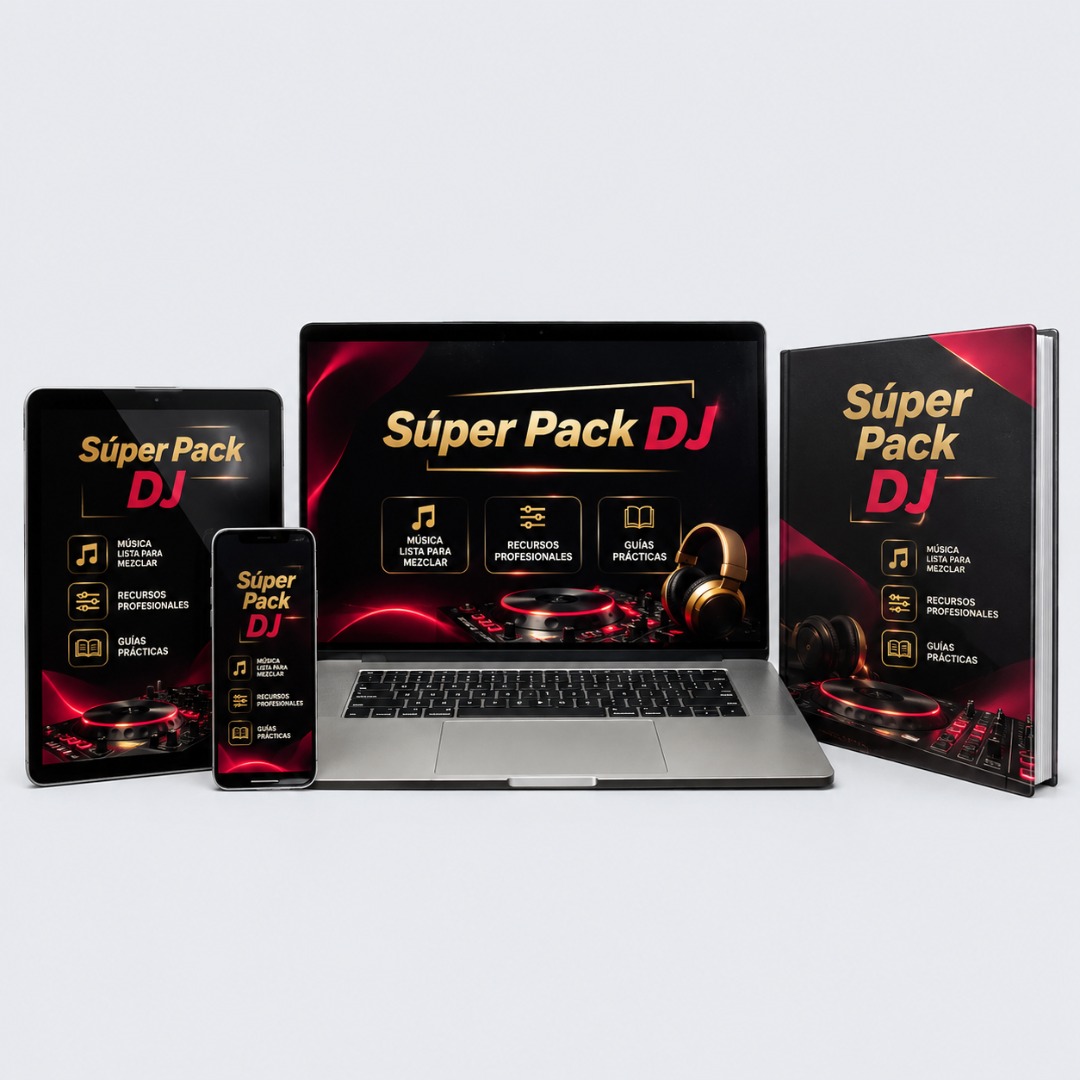 Súper Pack
DJ
MÚSICA
LISTA PARA
MEZCLAR
RECURSOS
PROFESIONALES
GUÍAS
PRÁCTICAS
Súper
Pack
DJ
MÚSICA
LISTA PARA
MEZCLAR
RECURSOS
PROFESIONALES
GUÍAS
PRÁCTICAS
Súper Pack DJ
MÚSICA
LISTA PARA
MEZCLAR
RECURSOS
PROFESIONALES
GUÍAS
PRÁCTICAS
Súper
Pack
DJ
MÚSICA
LISTA PARA
MEZCLAR
RECURSOS
PROFESIONALES
GUÍAS
PRÁCTICAS